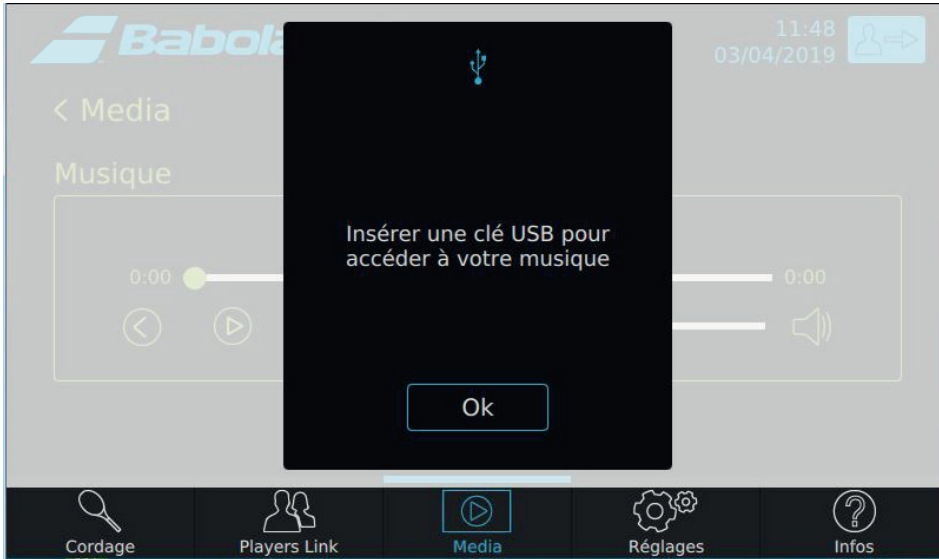 Babola
11:48
03/04/2019
< Media
Musique
Insérer une clé USB pour
accéder à votre musique
0:00
0:00
Ok
Cordage
Players Link
Media
Réglages
Infos